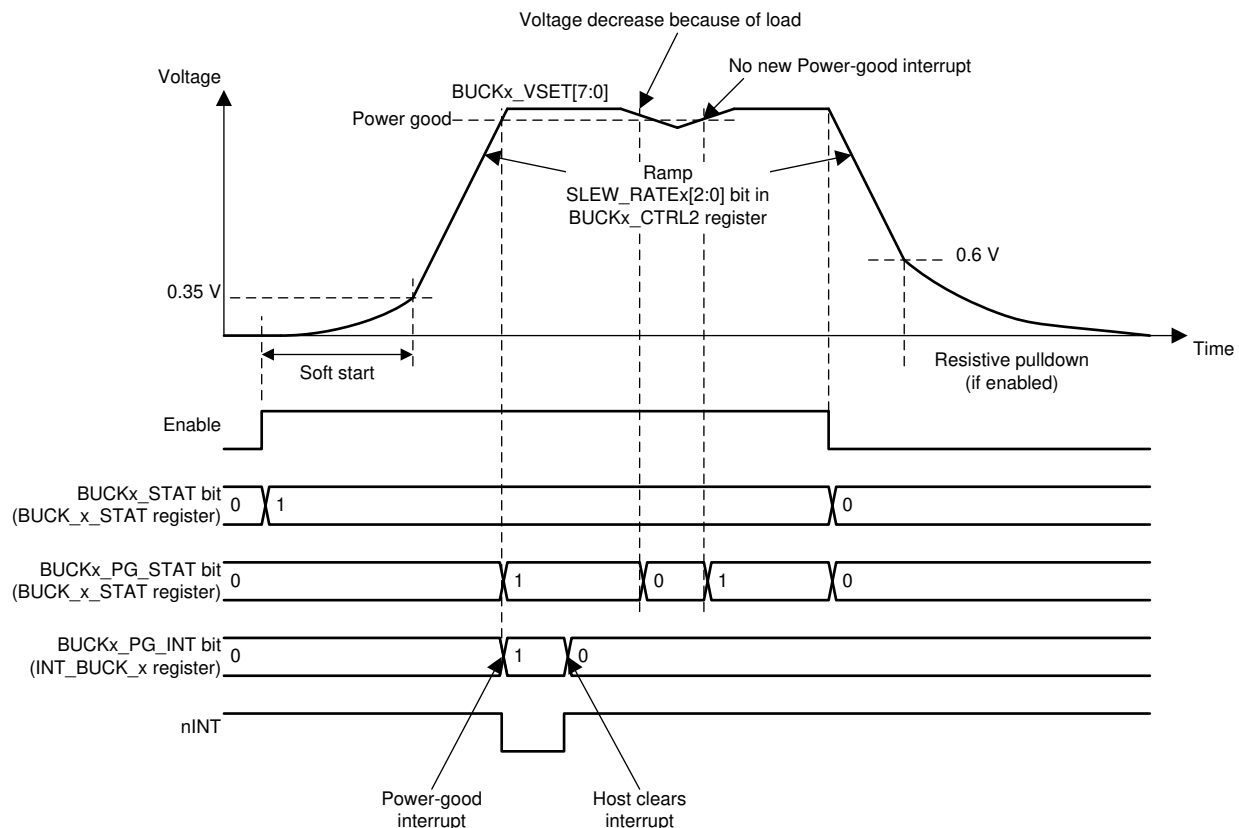 Voltage decrease because of load
No new Power-good interrupt
Voltage
BUCKx_VSET[7:0]
Power good
Ramp
SLEW_RATEx[2:0] bit in
BUCKx_CTRL2 register
0.6 V
0.35 V
Time
Soft start
Resistive pulldown
(if enabled)
Enable
BUCKx_STAT bit
(BUCK_x_STAT register)
0 1 0
BUCKx_PG_STAT bit
(BUCK_x_STAT register)
0 1 0 1 0
BUCKx_PG_INT bit
(INT_BUCK_x register)
0 1 0
nINT
Power-good
interrupt
Host clears
interrupt